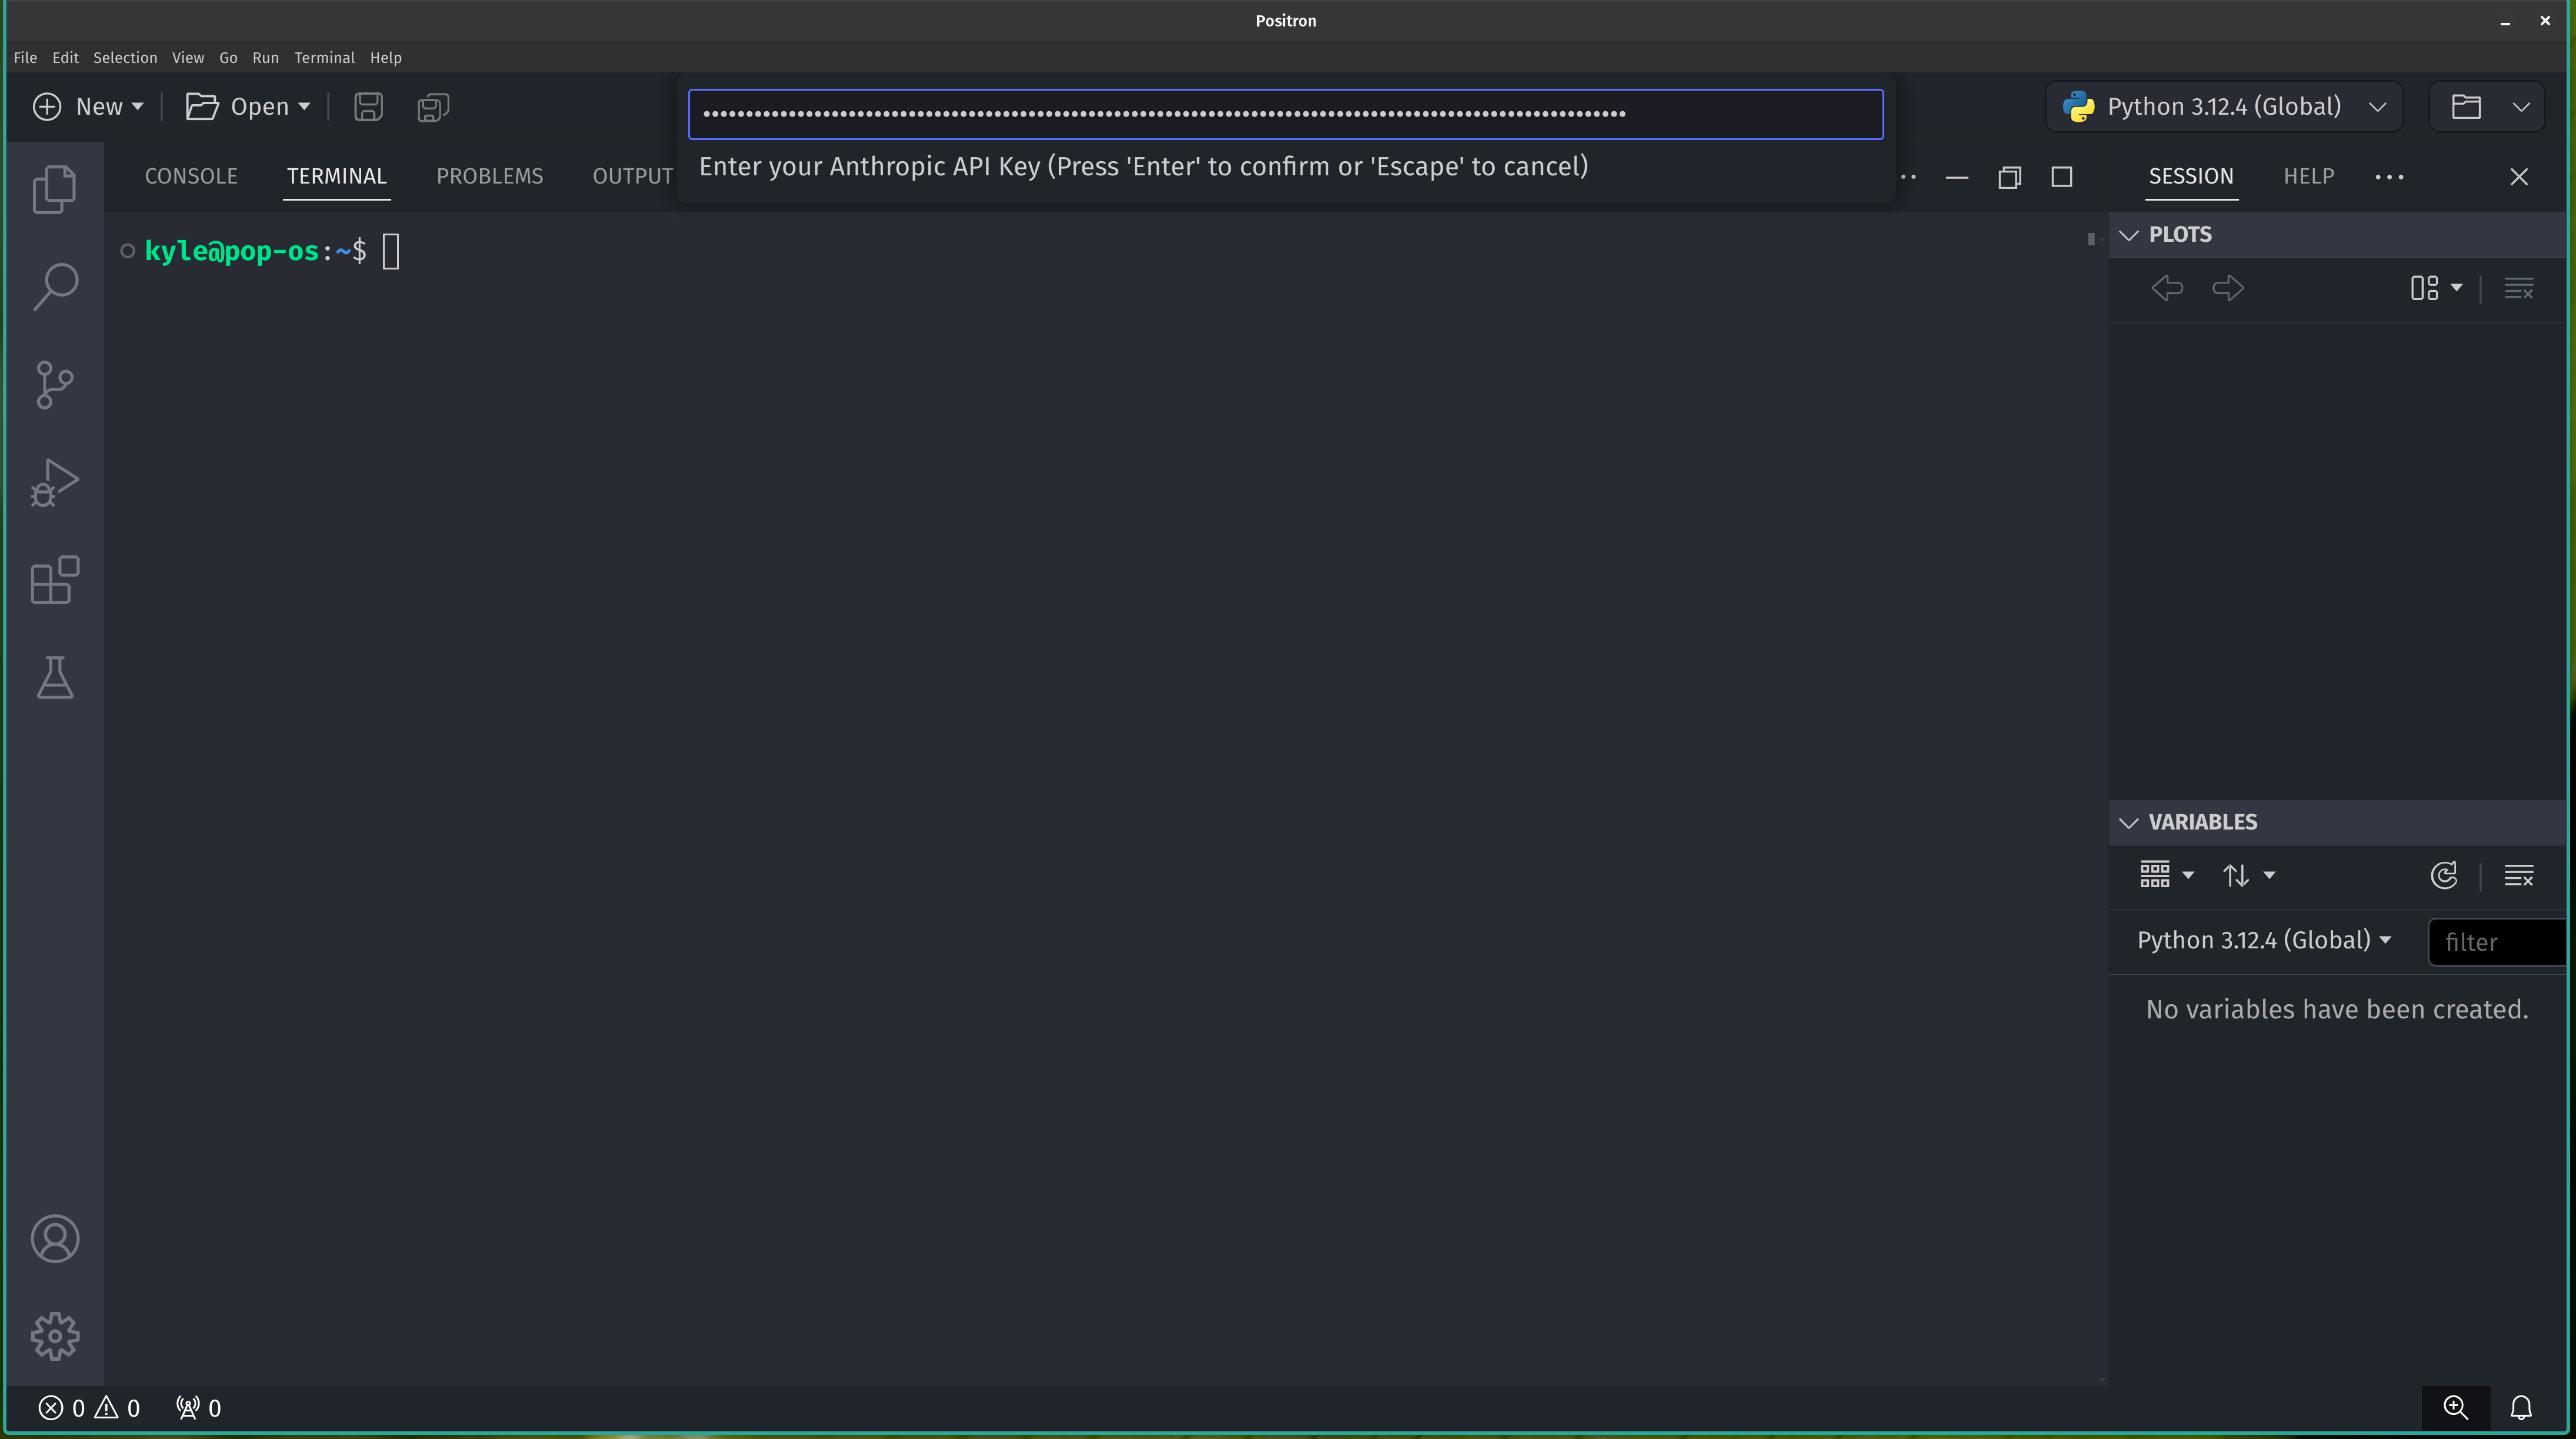 Positron
File Edit Selection View Go Run Terminal Help
New Open
Python 3.12.4 (Global)
••••••••••••••••••••••••••••••••••••••••••••••••••••••••••••••••••••••••••••••••••••••••••••••••••••••••••••
Enter your Anthropic API Key (Press 'Enter' to confirm or 'Escape' to cancel)
CONSOLE TERMINAL PROBLEMS OUTPUT
SESSION HELP ···
kyle@pop-os:~$
PLOTS
VARIABLES
Python 3.12.4 (Global) filter
No variables have been created.
0 0 0